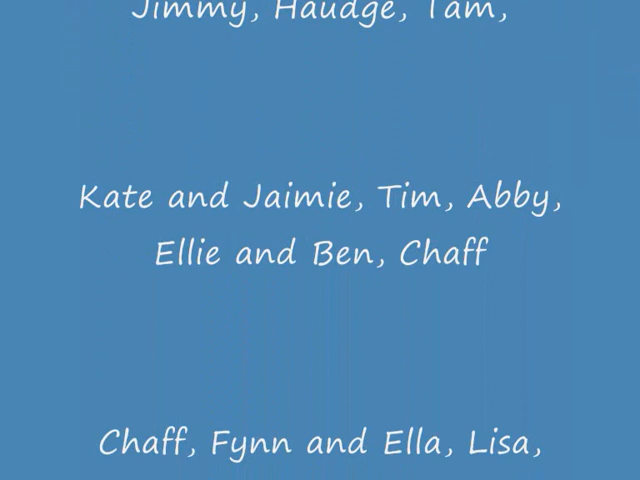 Jimmy, Haudge, Tam,
Kate and Jaimie, Tim, Abby,
Ellie and Ben, Chaff
Chaff, Fynn and Ella, Lisa,